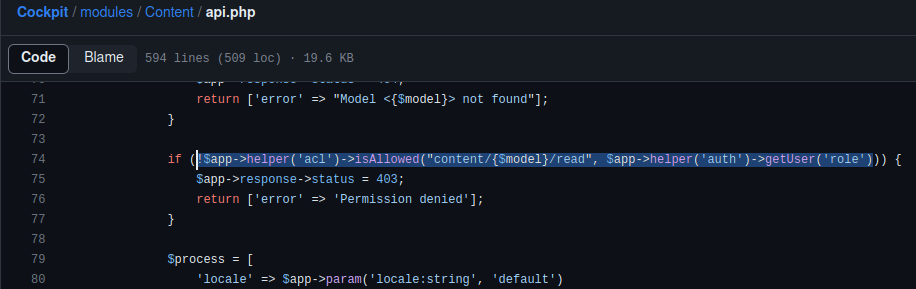 Cockpit / modules / Content / api.php
Code Blame 594 lines (509 loc) · 19.6 KB
71 return ['error' => "Model <{$model}> not found"];
72 }
73
74 if (!$app->helper('acl')->isAllowed("content/{$model}/read", $app->helper('auth')->getUser('role'))) {
75 $app->response->status = 403;
76 return ['error' => 'Permission denied'];
77 }
78
79 $process = [
80 'locale' => $app->param('locale:string', 'default')